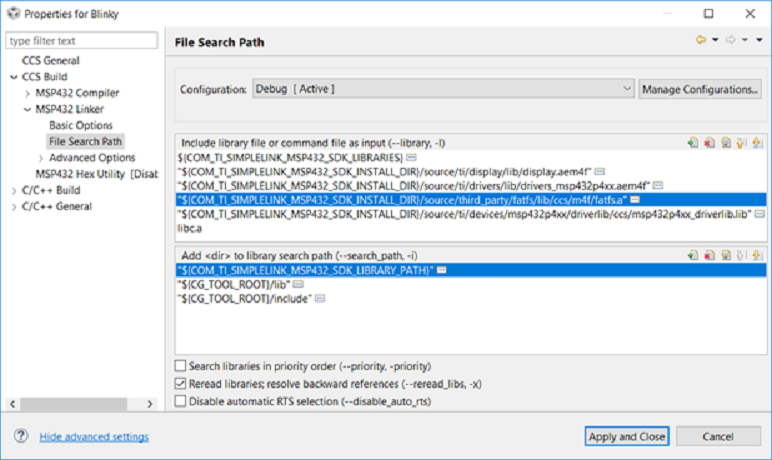 Properties for Blinky
type filter text
CCS General
CCS Build
MSP432 Compiler
MSP432 Linker
Basic Options
File Search Path
Advanced Options
MSP432 Hex Utility [Disab
C/C++ Build
C/C++ General
File Search Path
Configuration: Debug [ Active ]
Manage Configurations...
Include library file or command file as input (--library, -l)
${COM_TI_SIMPLELINK_MSP432_SDK_LIBRARIES}
"${COM_TI_SIMPLELINK_MSP432_SDK_INSTALL_DIR}/source/ti/display/lib/display.aem4f"
"${COM_TI_SIMPLELINK_MSP432_SDK_INSTALL_DIR}/source/ti/drivers/lib/drivers_msp432p4xx.aem4f"
"${COM_TI_SIMPLELINK_MSP432_SDK_INSTALL_DIR}/source/third_party/fatfs/lib/ccs/m4f/fatfs.a"
"${COM_TI_SIMPLELINK_MSP432_SDK_INSTALL_DIR}/source/ti/devices/msp432p4xx/driverlib/ccs/msp432p4xx_driverlib.lib"
libc.a
Add <dir> to library search path (--search_path, -i)
"${COM_TI_SIMPLELINK_MSP432_SDK_LIBRARY_PATH}"
"${CG_TOOL_ROOT}/lib"
"${CG_TOOL_ROOT}/include"
Search libraries in priority order (--priority, -priority)
Reread libraries; resolve backward references (--reread_libs, -x)
Disable automatic RTS selection (--disable_auto_rts)
Hide advanced settings
Apply and Close
Cancel